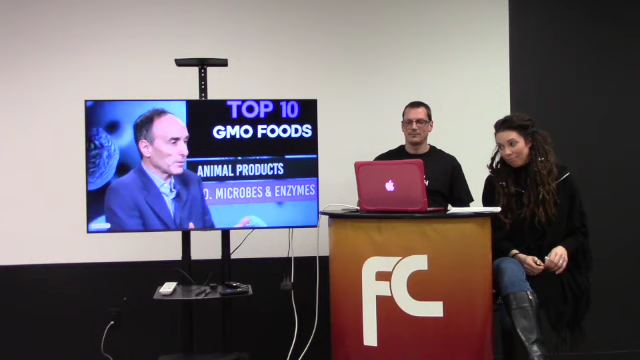 TOP 10
GMO FOODS
ANIMAL PRODUCTS
O. MICROBES & ENZYMES
FC